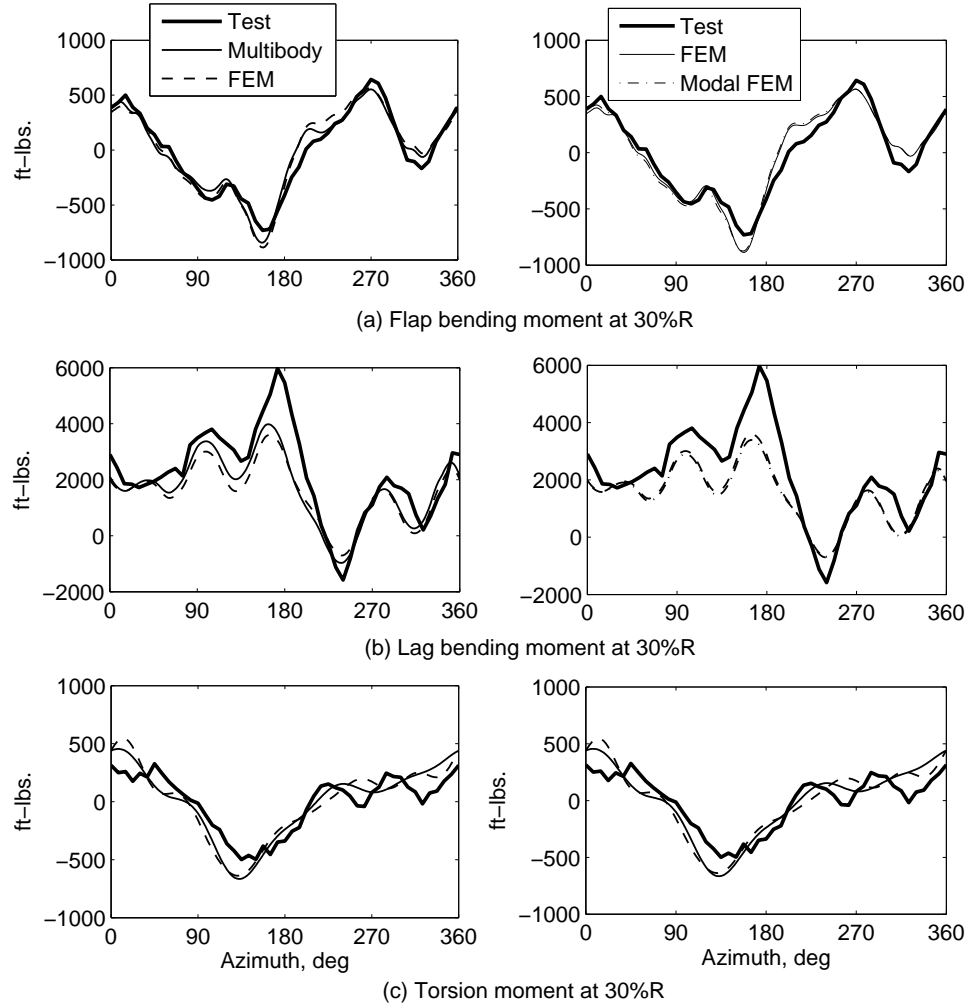 Test
Multibody
FEM
Test
FEM
Modal FEM
1000
500
0
−500
−1000
ft−lbs.
0 90 180 270 360
1000
500
0
−500
−1000
0 90 180 270 360
(a) Flap bending moment at 30%R
6000
4000
2000
0
−2000
ft−lbs.
0 90 180 270 360
6000
4000
2000
0
−2000
0 90 180 270 360
(b) Lag bending moment at 30%R
1000
500
0
−500
−1000
ft−lbs.
0 90 180 270 360
Azimuth, deg
1000
500
0
−500
−1000
ft−lbs.
0 90 180 270 360
Azimuth, deg
(c) Torsion moment at 30%R